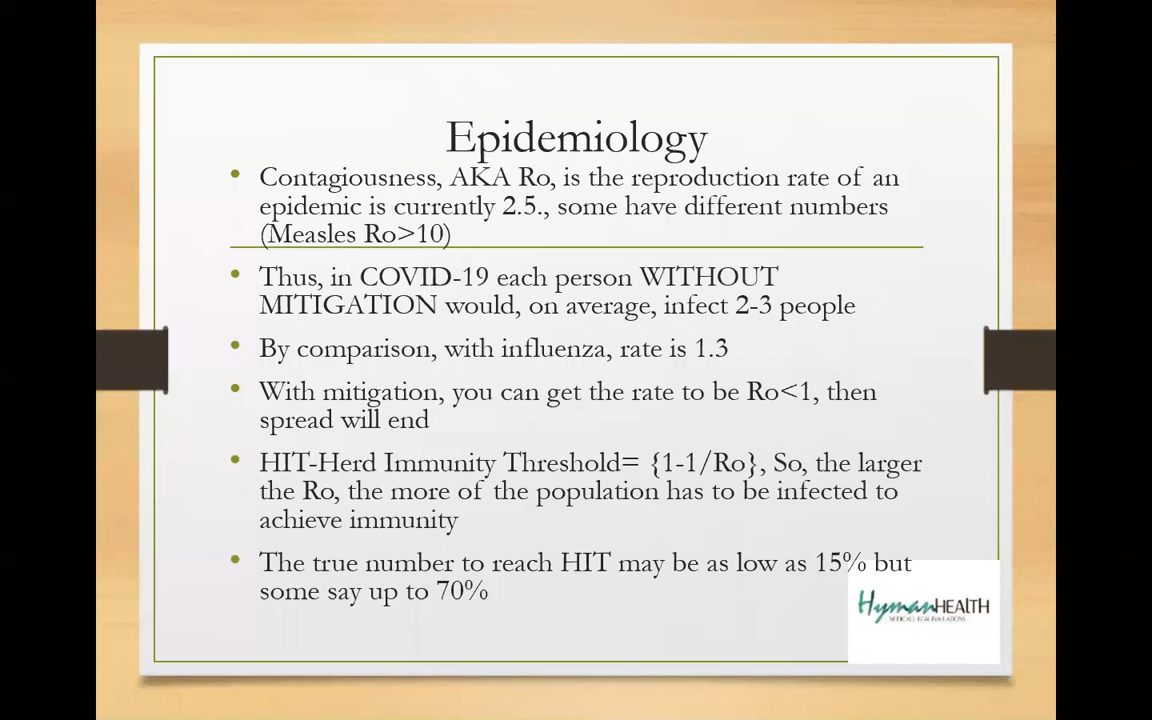 Epidemiology
• Contagiousness, AKA Ro, is the reproduction rate of an
epidemic is currently 2.5., some have different numbers
(Measles Ro>10)
• Thus, in COVID-19 each person WITHOUT
MITIGATION would, on average, infect 2-3 people
• By comparison, with influenza, rate is 1.3
• With mitigation, you can get the rate to be Ro<1, then
spread will end
• HIT-Herd Immunity Threshold= {1-1/Ro}, So, the larger
the Ro, the more of the population has to be infected to
achieve immunity
• The true number to reach HIT may be as low as 15% but
some say up to 70%
HymanHEALTH